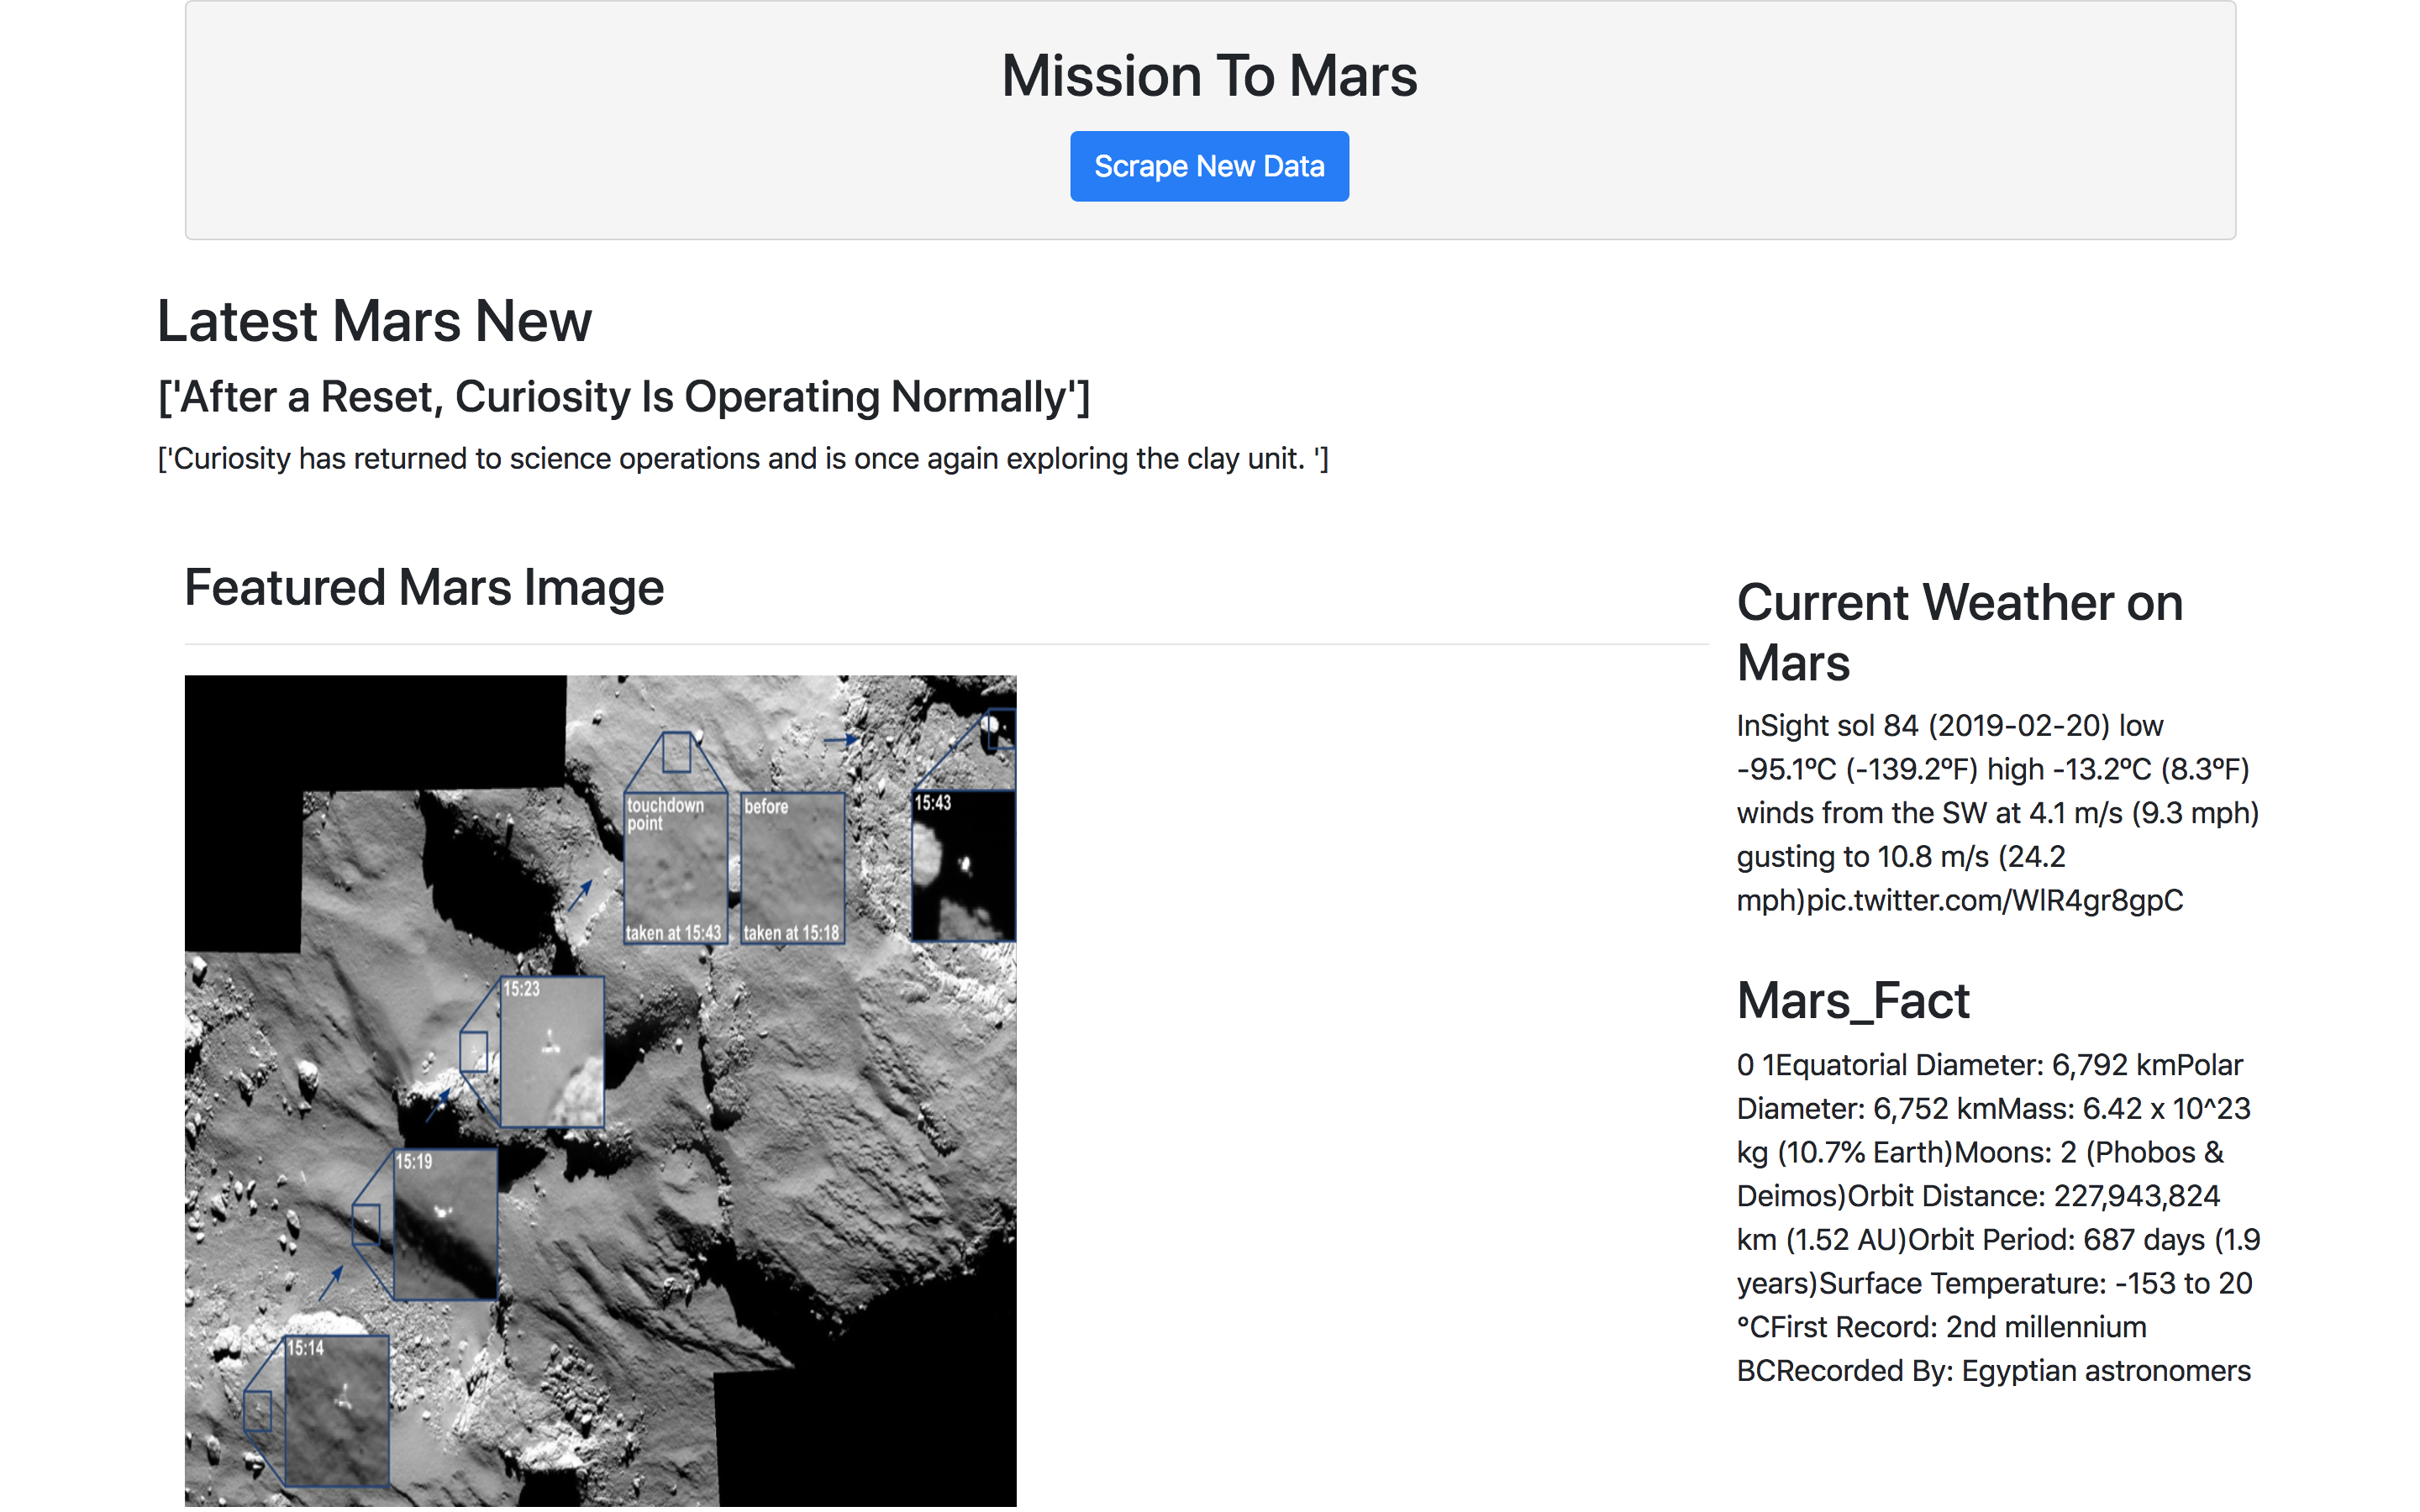 Mission To Mars
Scrape New Data
Latest Mars New
['After a Reset, Curiosity Is Operating Normally']
['Curiosity has returned to science operations and is once again exploring the clay unit. ']
Featured Mars Image
touchdown
point
taken at 15:43
before
taken at 15:18
15:43
15:23
15:19
15:14
Current Weather on
Mars
InSight sol 84 (2019-02-20) low
-95.1ºC (-139.2ºF) high -13.2ºC (8.3ºF)
winds from the SW at 4.1 m/s (9.3 mph)
gusting to 10.8 m/s (24.2
mph)pic.twitter.com/WlR4gr8gpC
Mars_Fact
0 1Equatorial Diameter: 6,792 kmPolar
Diameter: 6,752 kmMass: 6.42 x 10^23
kg (10.7% Earth)Moons: 2 (Phobos &
Deimos)Orbit Distance: 227,943,824
km (1.52 AU)Orbit Period: 687 days (1.9
years)Surface Temperature: -153 to 20
°CFirst Record: 2nd millennium
BCRecorded By: Egyptian astronomers